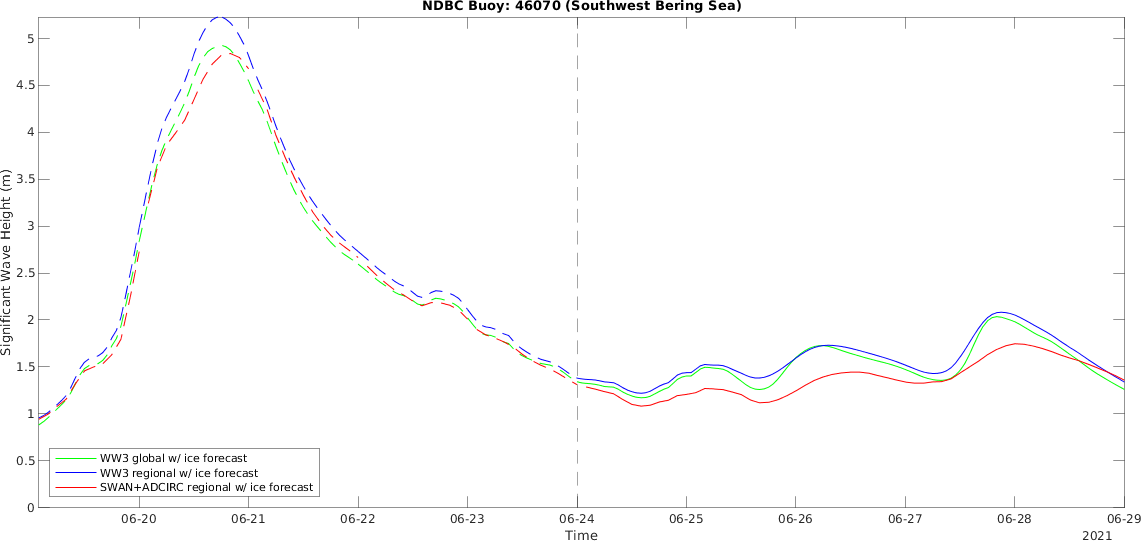 NDBC Buoy: 46070 (Southwest Bering Sea)
Significant Wave Height (m)
5
4.5
4
3.5
3
2.5
2
1.5
1
0.5
0
WW3 global w/ ice forecast
WW3 regional w/ ice forecast
SWAN+ADCIRC regional w/ ice forecast
06-20 06-21 06-22 06-23 06-24 06-25 06-26 06-27 06-28 06-29
Time
2021